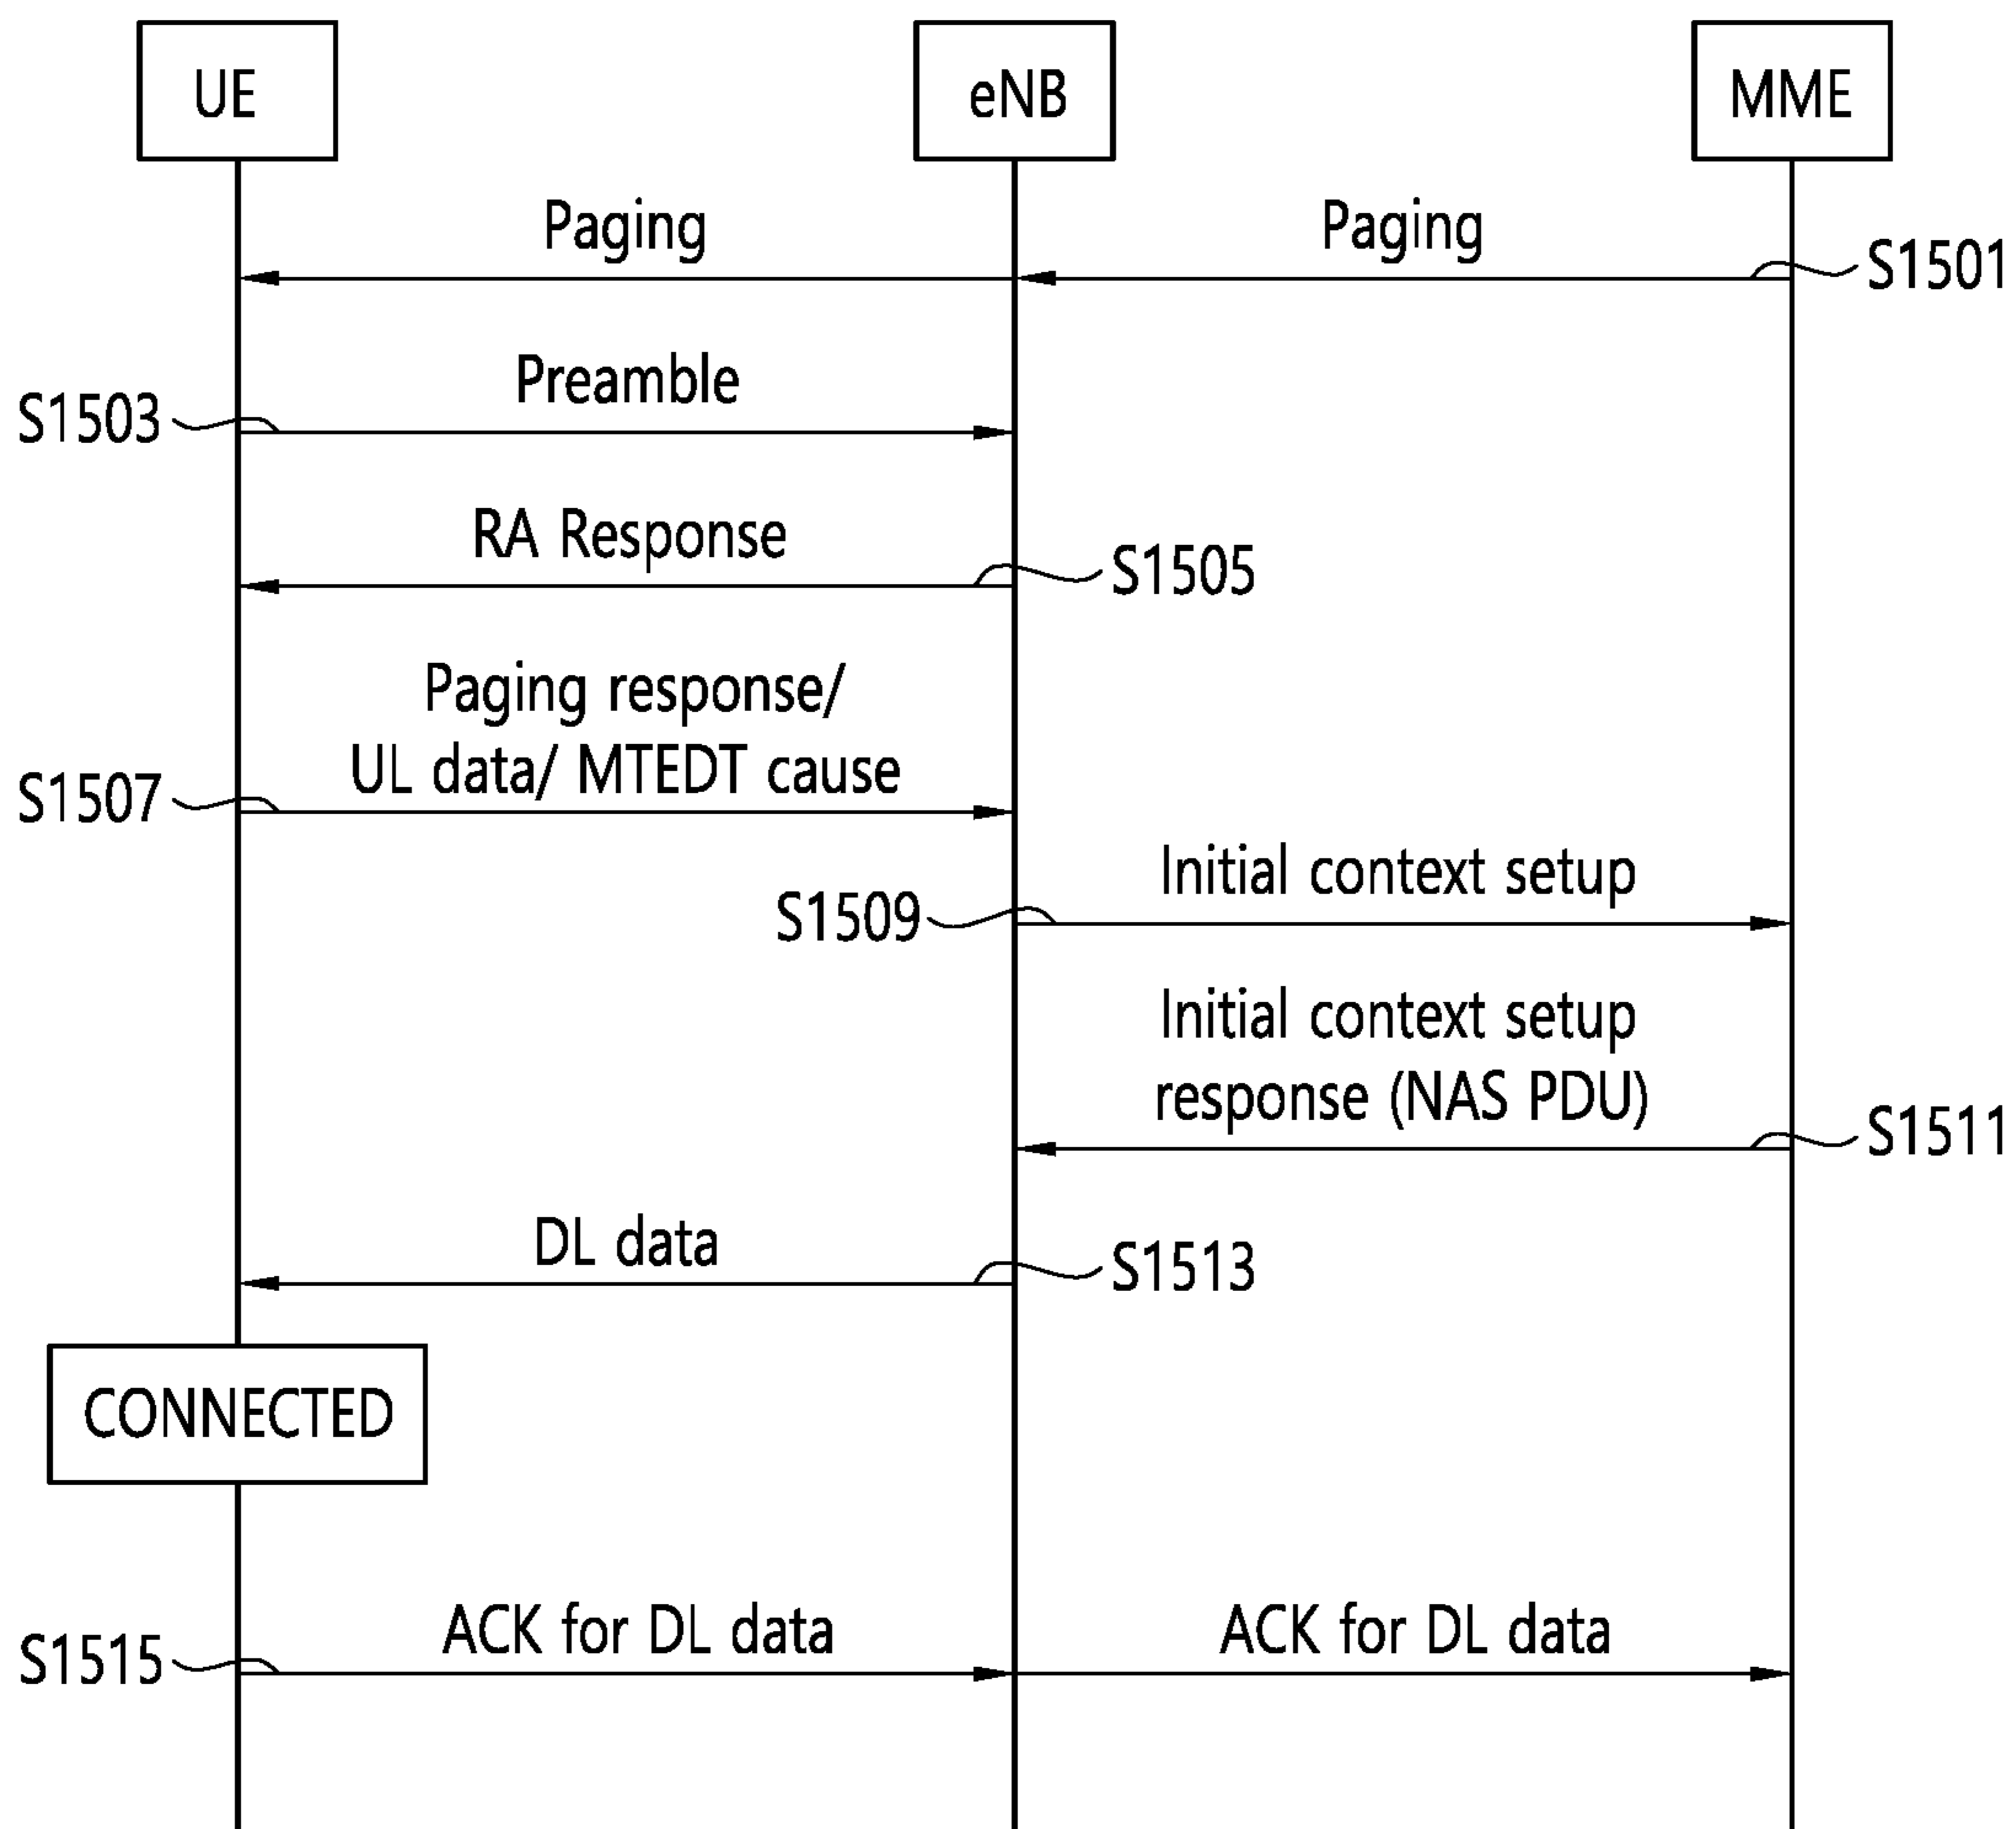 UE
eNB
MME
Paging
Paging
S1501
Preamble
S1503
RA Response
S1505
Paging response/
UL data/ MTEDT cause
S1507
Initial context setup
S1509
Initial context setup
response (NAS PDU)
S1511
DL data
S1513
CONNECTED
ACK for DL data
ACK for DL data
S1515